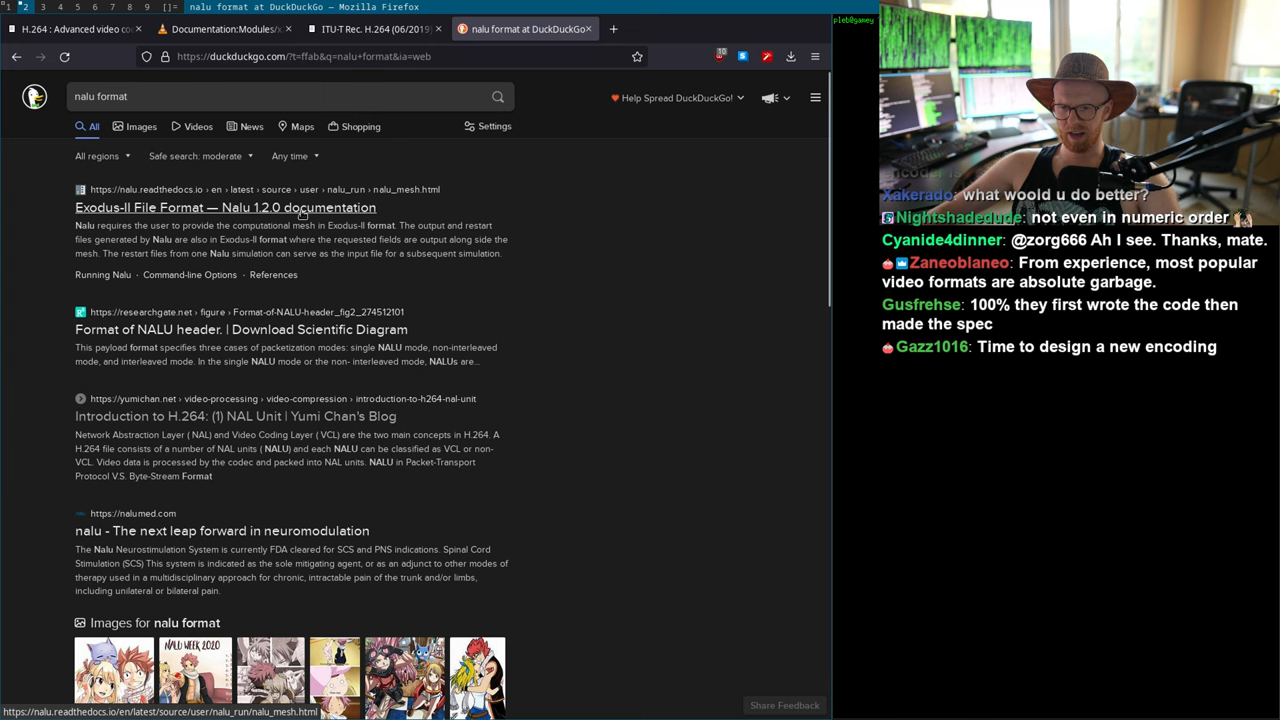 1 2 3 4 5 6 7 8 9 []= nalu format at DuckDuckGo — Mozilla Firefox
pleb@gamey
H.264 : Advanced video co
Documentation:Modules/x
ITU-T Rec. H.264 (06/2019)
nalu format at DuckDuckGo
https://duckduckgo.com/?t=ffab&q=nalu+format&ia=web
10
nalu format
Help Spread DuckDuckGo!
All Images Videos News Maps Shopping Settings
All regions Safe search: moderate Any time
https://nalu.readthedocs.io › en › latest › source › user › nalu_run › nalu_mesh.html
Exodus-II File Format — Nalu 1.2.0 documentation
Nalu requires the user to provide the computational mesh in Exodus-II format. The output and restart
files generated by Nalu are also in Exodus-II format where the requested fields are output along side the
mesh. The restart files from one Nalu simulation can serve as the input file for a subsequent simulation.
Running Nalu · Command-line Options · References
https://researchgate.net › figure › Format-of-NALU-header_fig2_274512101
Format of NALU header. | Download Scientific Diagram
This payload format specifies three cases of packetization modes: single NALU mode, non-interleaved
mode, and interleaved mode. In the single NALU mode or the non- interleaved mode, NALUs are...
https://yumichan.net › video-processing › video-compression › introduction-to-h264-nal-unit
Introduction to H.264: (1) NAL Unit | Yumi Chan's Blog
Network Abstraction Layer ( NAL) and Video Coding Layer ( VCL) are the two main concepts in H.264. A
H.264 file consists of a number of NAL units ( NALU) and each NALU can be classified as VCL or non-
VCL. Video data is processed by the codec and packed into NAL units. NALU in Packet-Transport
Protocol V.S. Byte-Stream Format
https://nalumed.com
nalu - The next leap forward in neuromodulation
The Nalu Neurostimulation System is currently FDA cleared for SCS and PNS indications. Spinal Cord
Stimulation (SCS) This system is indicated as the sole mitigating agent, or as an adjunct to other modes of
therapy used in a multidisciplinary approach for chronic, intractable pain of the trunk and/or limbs,
including unilateral or bilateral pain.
Images for nalu format
NALU WEEK 2020
Share Feedback
https://nalu.readthedocs.io/en/latest/source/user/nalu_run/nalu_mesh.html
encoder is
Xakerado: what woold u do better?
Nightshadedude: not even in numeric order
Cyanide4dinner: @zorg666 Ah I see. Thanks, mate.
Zaneoblaneo: From experience, most popular
video formats are absolute garbage.
Gusfrehse: 100% they first wrote the code then
made the spec
Gazz1016: Time to design a new encoding